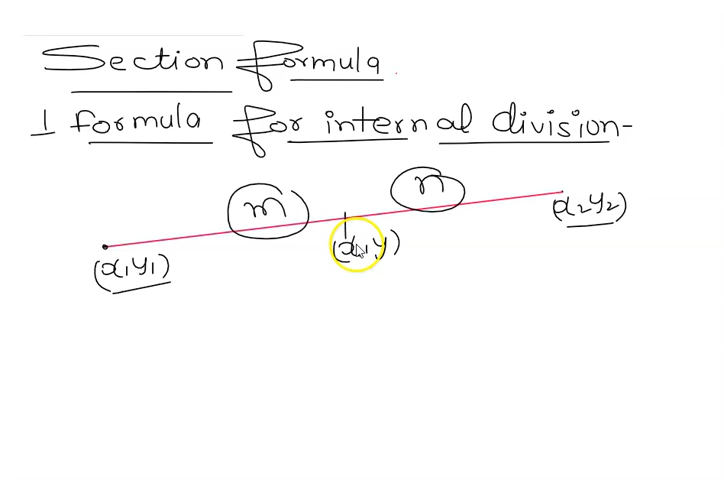 Section formula.
1 formula for internal division-
m
n
(x1y1)
(x,y)
x2y2)